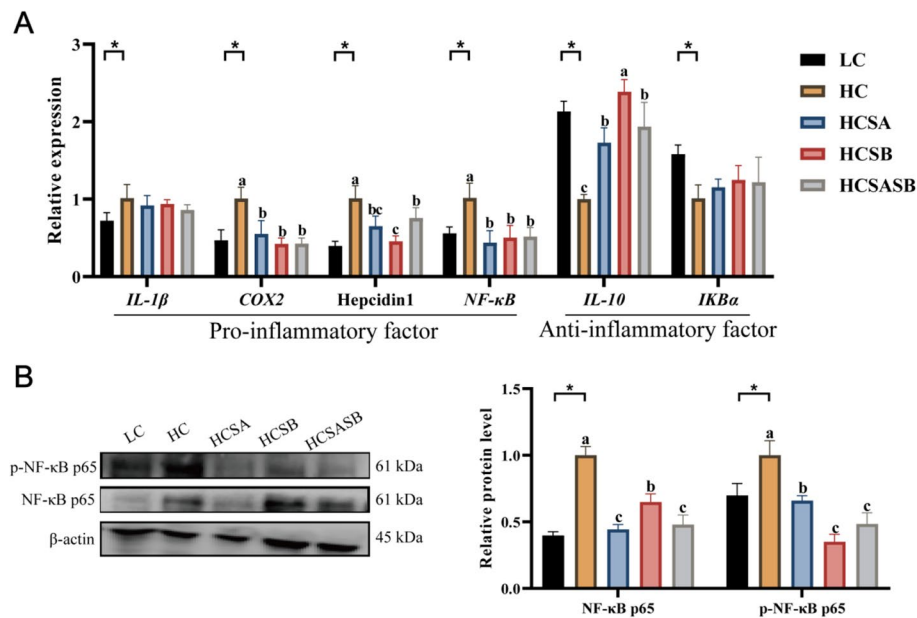 A
Relative expression
3
2
1
0
* * * * * *
a a a a
b b b bc c b b b b
c b a b
IL-1β COX2 Hepcidin1 NF-κB IL-10 IKBα
Pro-inflammatory factor Anti-inflammatory factor
LC
HC
HCSA
HCSB
HCSASB
B
LC HC HCSA HCSB HCSASB
p-NF-κB p65 61 kDa
NF-κB p65 61 kDa
β-actin 45 kDa
Relative protein level
1.5
1.0
0.5
0.0
* *
a c b c a b c c
NF-κB p65 p-NF-κB p65